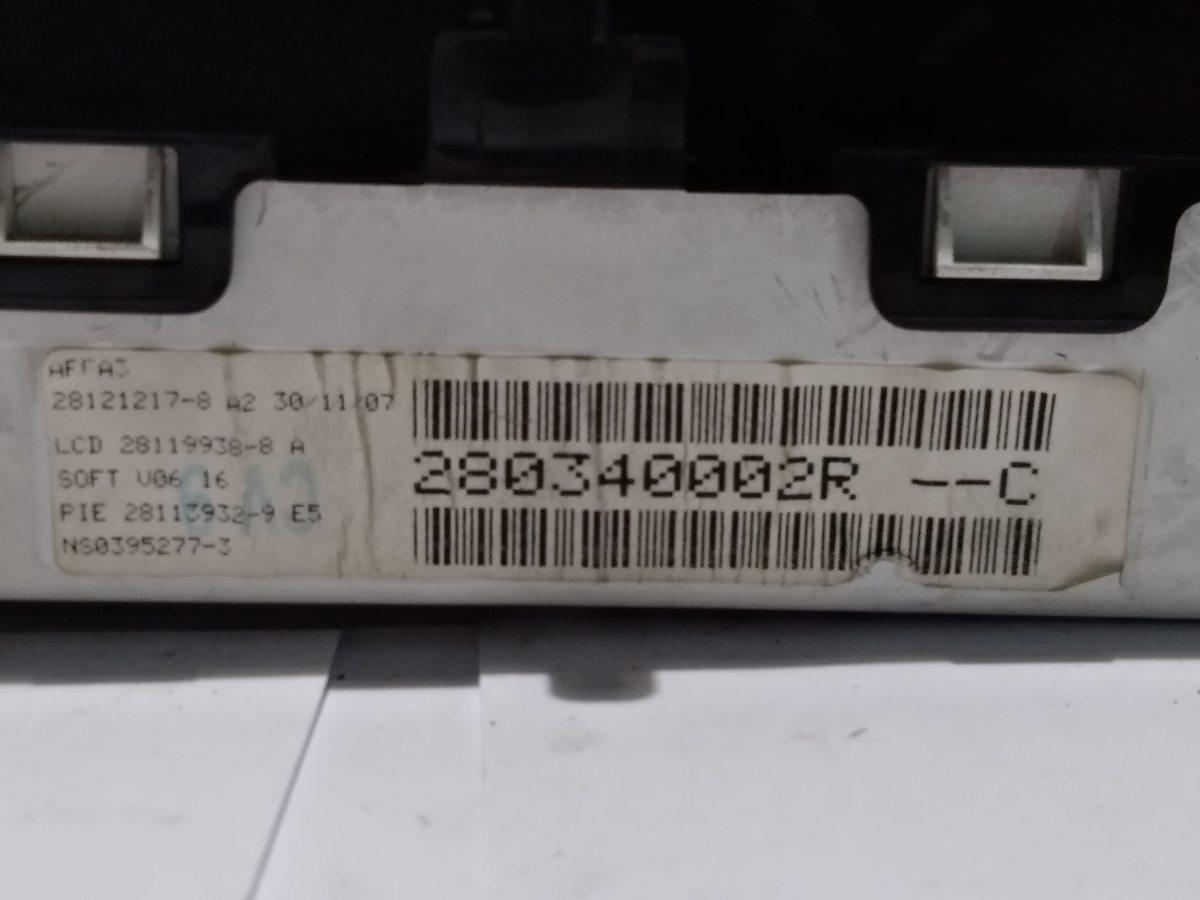 AFFA3
28121217-8 A2 30/11/07
LCD 28119938-8 A
SOFT V06 16
PIE 28113932-9 E5
NS0395277-3
280340002R --C